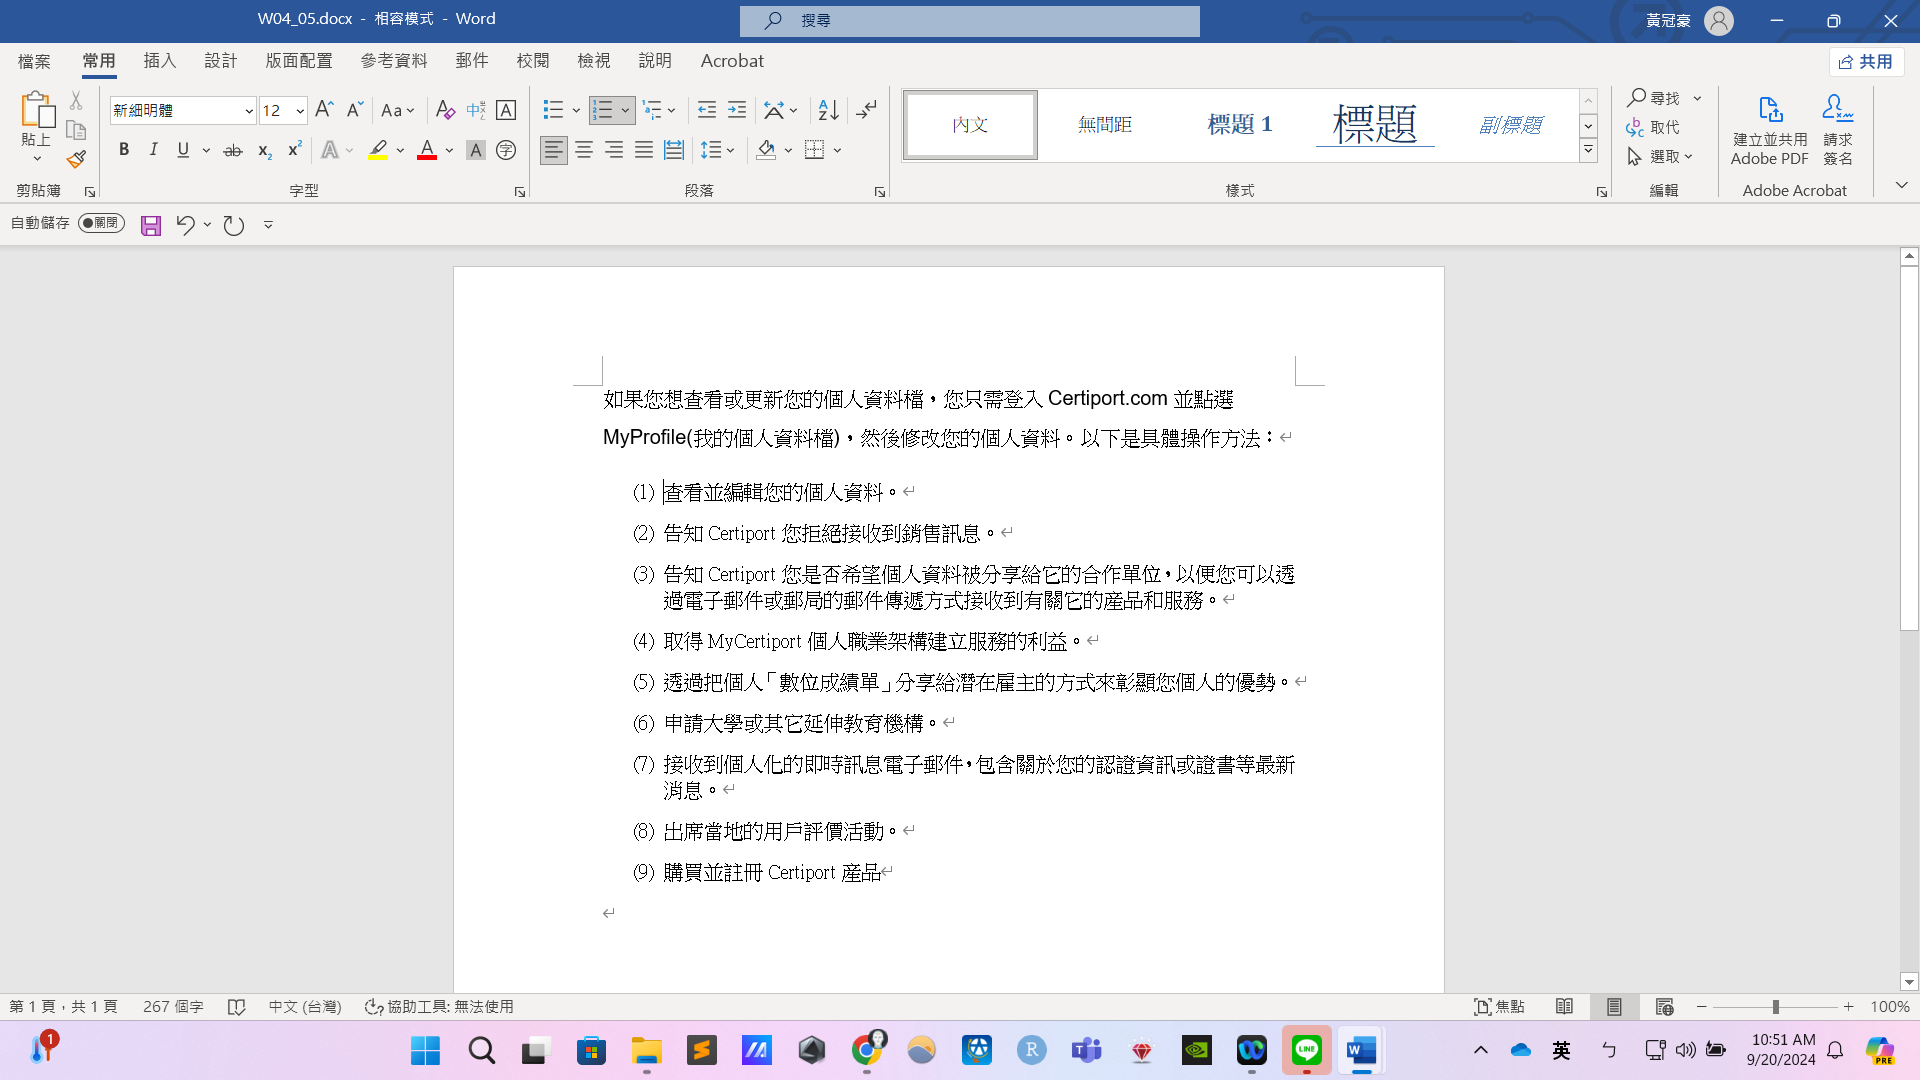 W04_05.docx - 相容模式 - Word
搜尋
黃冠豪
檔案 常用 插入 設計 版面配置 參考資料 郵件 校閱 檢視 說明 Acrobat
共用
貼上
剪貼簿
新細明體 12
字型
段落
內文 無間距 標題 1 標題 副標題
樣式
尋找
取代
選取
編輯
建立並共用 Adobe PDF
請求簽名
Adobe Acrobat
自動儲存 關閉
如果您想查看或更新您的個人資料檔，您只需登入 Certiport.com 並點選
MyProfile(我的個人資料檔)，然後修改您的個人資料。以下是具體操作方法：
(1) 查看並編輯您的個人資料。
(2) 告知 Certiport 您拒絕接收到銷售訊息。
(3) 告知 Certiport 您是否希望個人資料被分享給它的合作單位，以便您可以透
過電子郵件或郵局的郵件傳遞方式接收到有關它的產品和服務。
(4) 取得 MyCertiport 個人職業架構建立服務的利益。
(5) 透過把個人「數位成績單」分享給潛在雇主的方式來彰顯您個人的優勢。
(6) 申請大學或其它延伸教育機構。
(7) 接收到個人化的即時訊息電子郵件，包含關於您的認證資訊或證書等最新
消息。
(8) 出席當地的用戶評價活動。
(9) 購買並註冊 Certiport 產品
第 1 頁，共 1 頁 267 個字 中文 (台灣) 協助工具: 無法使用
焦點 100%
1
英 ㄅ
10:51 AM
9/20/2024
PRE